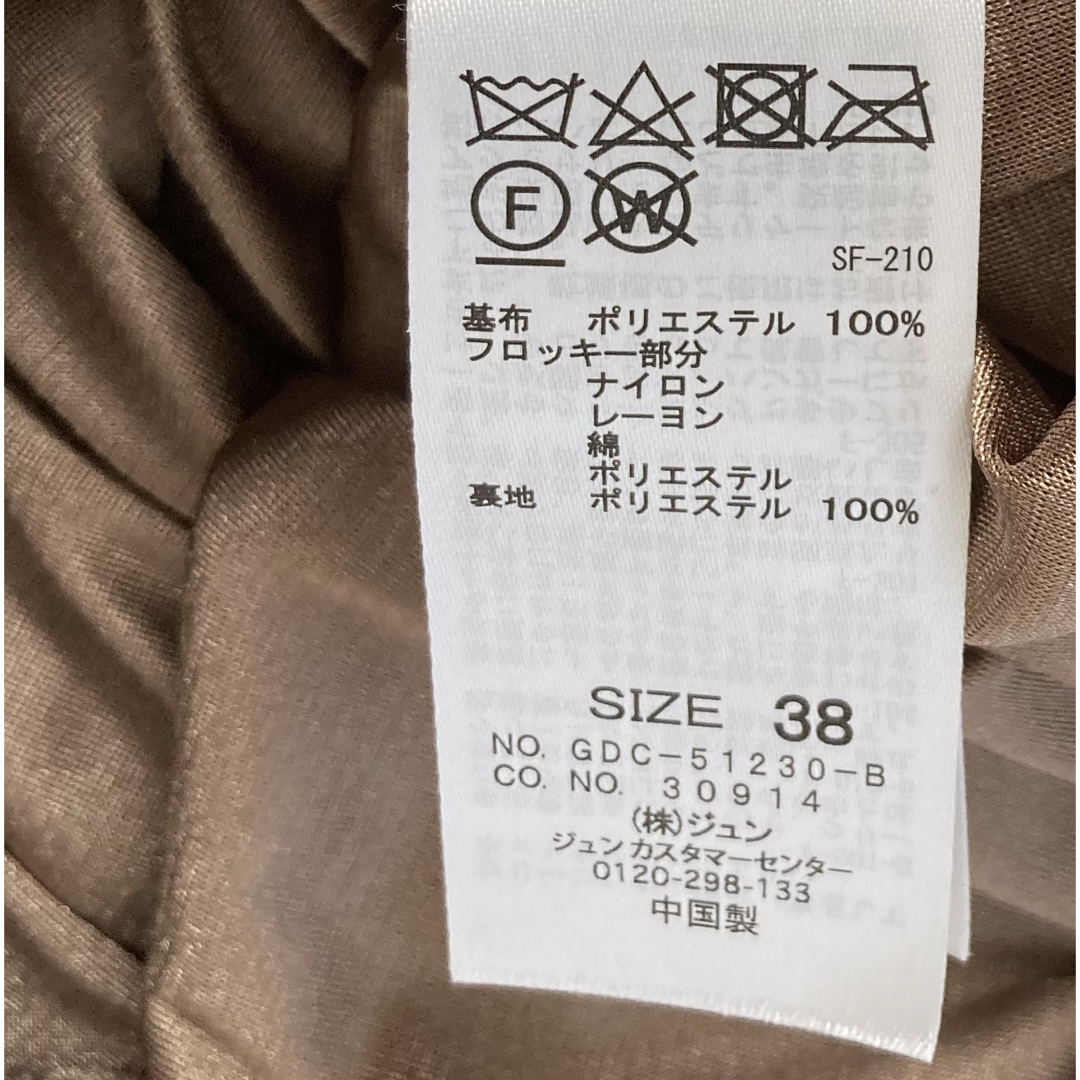 F W
SF-210
基布 ポリエステル 100%
フロッキー部分
ナイロン
レーヨン
綿
ポリエステル
裏地 ポリエステル 100%
SIZE 38
NO. GDC-51230-B
CO. NO. 30914
(株)ジュン
ジュンカスタマーセンター
0120-298-133
中国製